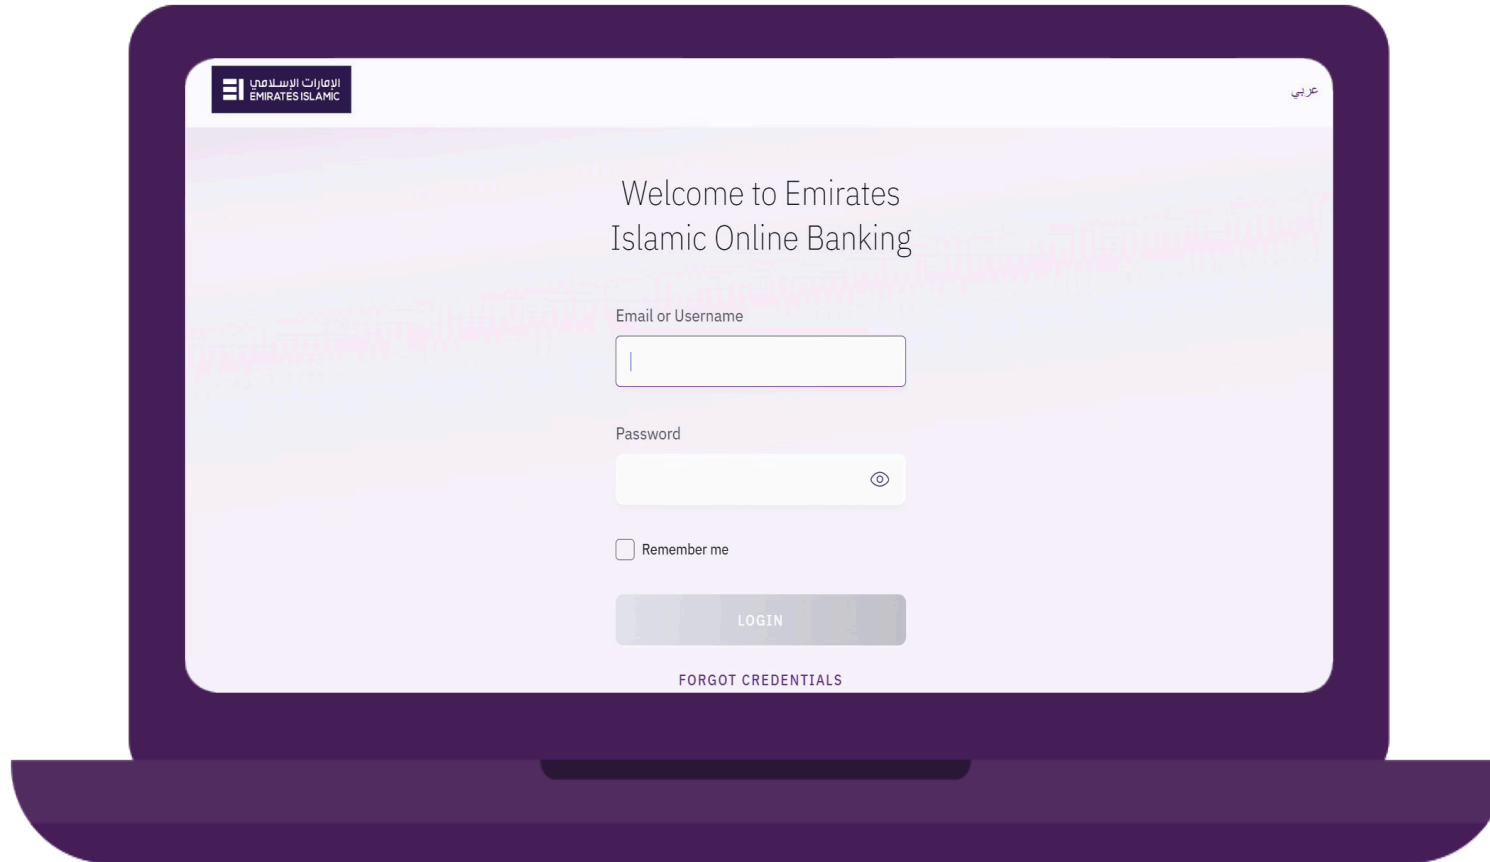 الإمارات الإسلامي
EMIRATES ISLAMIC
عربي
Welcome to Emirates
Islamic Online Banking
Email or Username
Password
Remember me
LOGIN
FORGOT CREDENTIALS